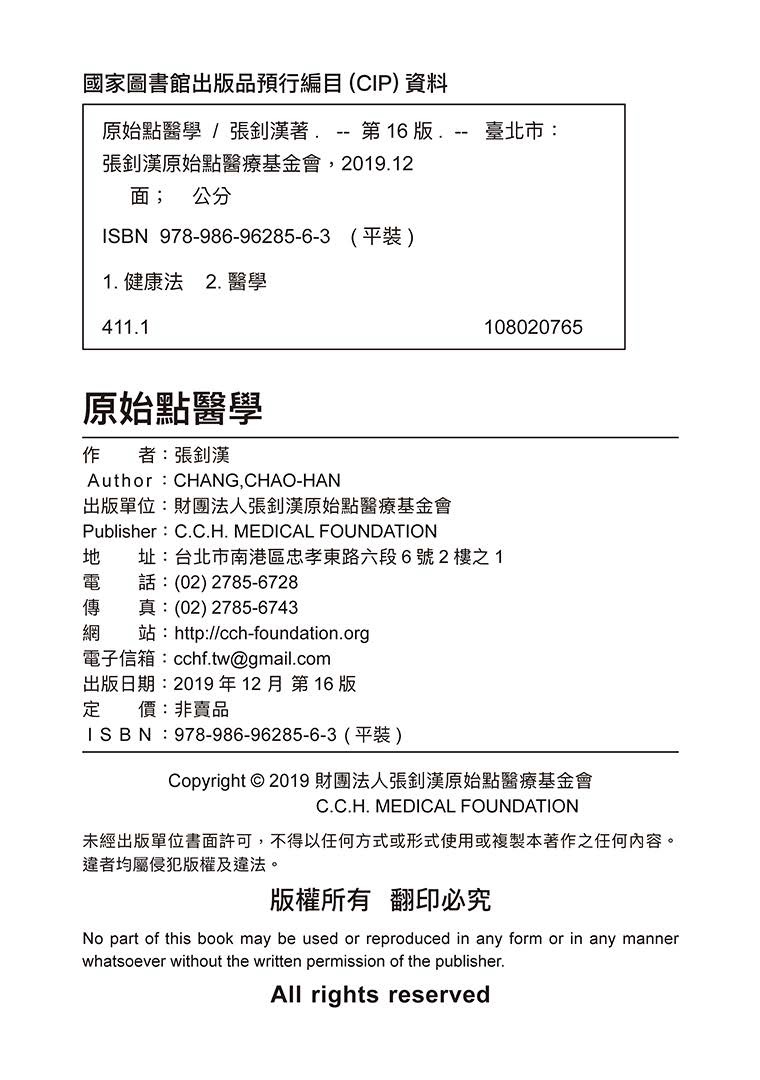 國家圖書館出版品預行編目(CIP)資料
原始點醫學 / 張釗漢著. -- 第16版. -- 臺北市：
張釗漢原始點醫療基金會，2019.12
面； 公分
ISBN 978-986-96285-6-3 (平裝)
1. 健康法 2. 醫學
411.1 108020765
原始點醫學
作 者：張釗漢
Author：CHANG,CHAO-HAN
出版單位：財團法人張釗漢原始點醫療基金會
Publisher：C.C.H. MEDICAL FOUNDATION
地 址：台北市南港區忠孝東路六段6號2樓之1
電 話：(02) 2785-6728
傳 真：(02) 2785-6743
網 站：http://cch-foundation.org
電子信箱：cchf.tw@gmail.com
出版日期：2019年12月 第16版
定 價：非賣品
ISBN：978-986-96285-6-3 (平裝)
Copyright © 2019 財團法人張釗漢原始點醫療基金會
C.C.H. MEDICAL FOUNDATION
未經出版單位書面許可，不得以任何方式或形式使用或複製本著作之任何內容。
違者均屬侵犯版權及違法。
版權所有 翻印必究
No part of this book may be used or reproduced in any form or in any manner
whatsoever without the written permission of the publisher.
All rights reserved